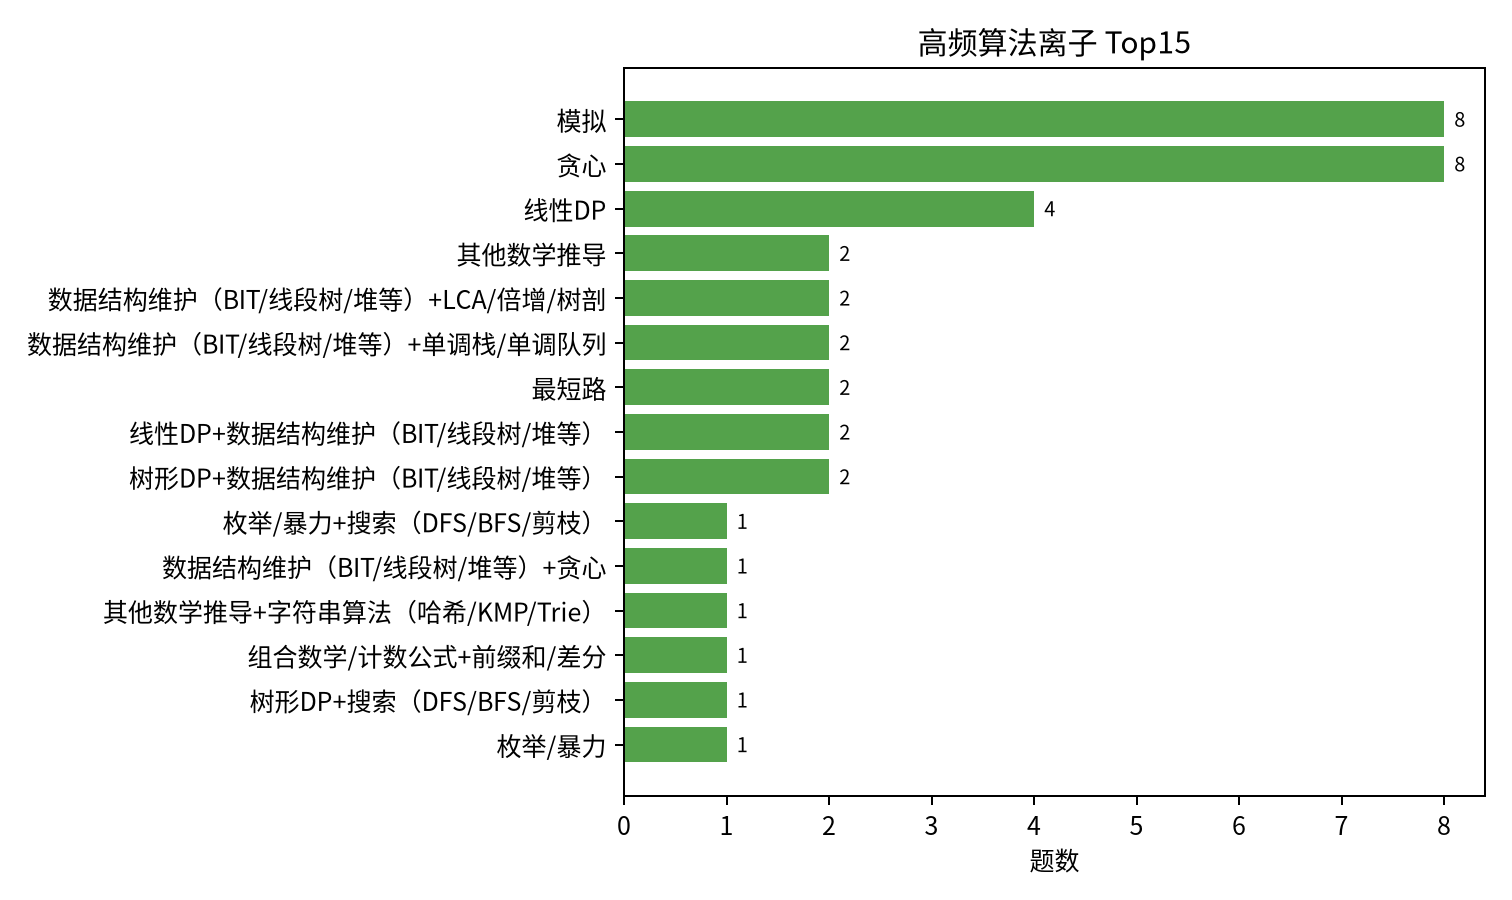 高频算法离子 Top15
模拟 8
贪心 8
线性DP 4
其他数学推导 2
数据结构维护（BIT/线段树/堆等）+LCA/倍增/树剖 2
数据结构维护（BIT/线段树/堆等）+单调栈/单调队列 2
最短路 2
线性DP+数据结构维护（BIT/线段树/堆等） 2
树形DP+数据结构维护（BIT/线段树/堆等） 2
枚举/暴力+搜索（DFS/BFS/剪枝） 1
数据结构维护（BIT/线段树/堆等）+贪心 1
其他数学推导+字符串算法（哈希/KMP/Trie） 1
组合数学/计数公式+前缀和/差分 1
树形DP+搜索（DFS/BFS/剪枝） 1
枚举/暴力 1
0 1 2 3 4 5 6 7 8
题数